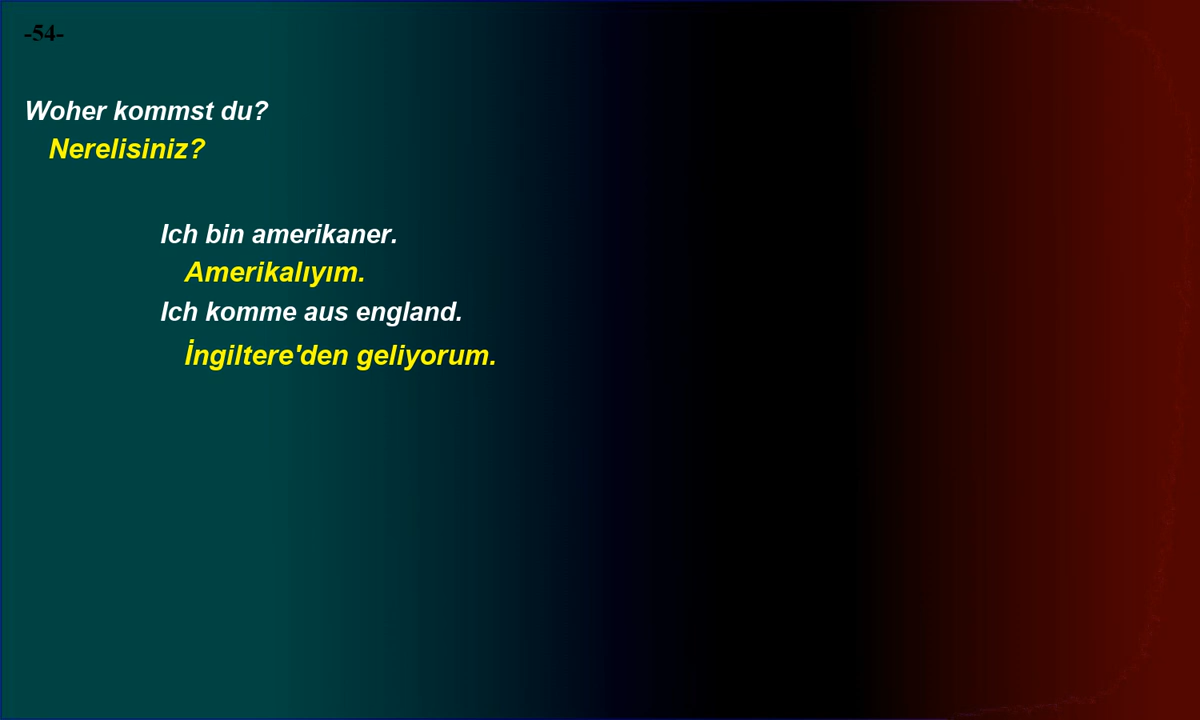 -54-
Woher kommst du?
Nerelisiniz?
Ich bin amerikaner.
Amerikalıyım.
Ich komme aus england.
İngiltere'den geliyorum.